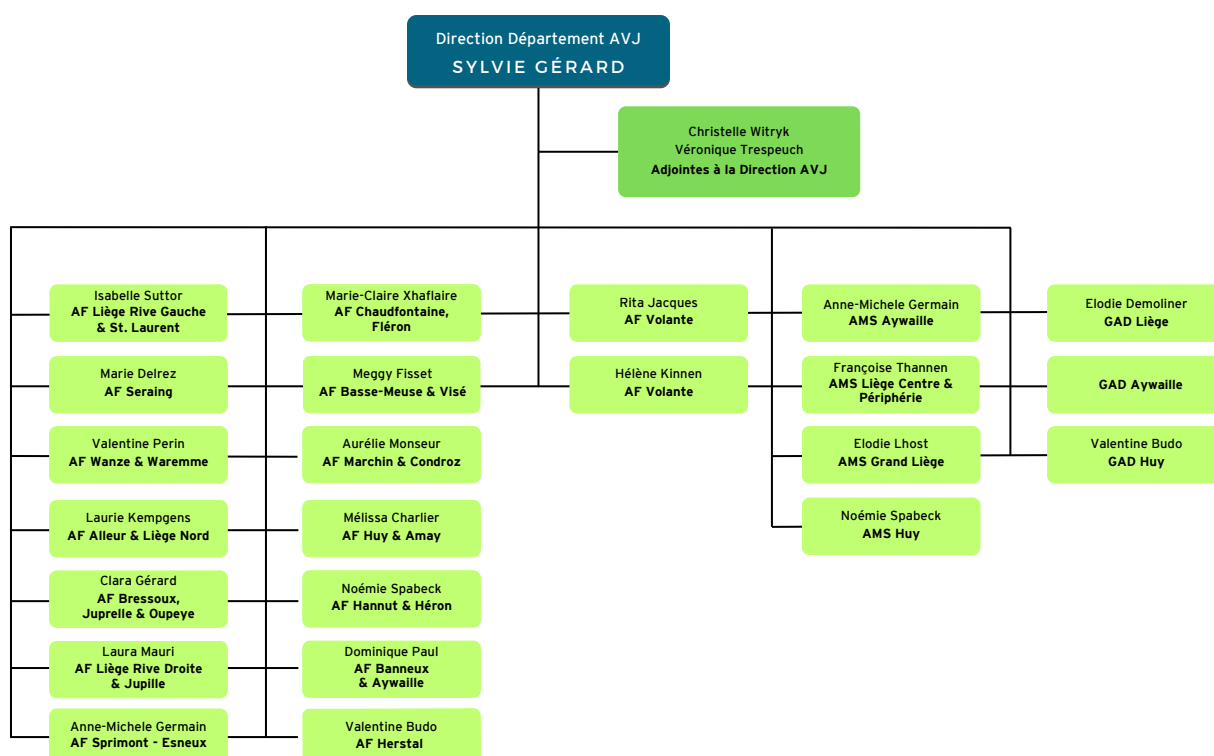 Direction Département AVJ
SYLVIE GÉRARD
Christelle Witryk
Véronique Trespeuch
Adjointes à la Direction AVJ
Isabelle Suttor
AF Liège Rive Gauche
& St. Laurent
Marie Delrez
AF Seraing
Valentine Perin
AF Wanze & Waremme
Laurie Kempgens
AF Alleur & Liège Nord
Clara Gérard
AF Bressoux,
Juprelle & Oupeye
Laura Mauri
AF Liège Rive Droite
& Jupille
Anne-Michele Germain
AF Sprimont - Esneux
Marie-Claire Xhaflaire
AF Chaudfontaine,
Fléron
Meggy Fisset
AF Basse-Meuse & Visé
Aurélie Monseur
AF Marchin & Condroz
Mélissa Charlier
AF Huy & Amay
Noémie Spabeck
AF Hannut & Héron
Dominique Paul
AF Banneux
& Aywaille
Valentine Budo
AF Herstal
Rita Jacques
AF Volante
Hélène Kinnen
AF Volante
Anne-Michele Germain
AMS Aywaille
Françoise Thannen
AMS Liège Centre &
Périphérie
Elodie Lhost
AMS Grand Liège
Noémie Spabeck
AMS Huy
Elodie Demoliner
GAD Liège
GAD Aywaille
Valentine Budo
GAD Huy